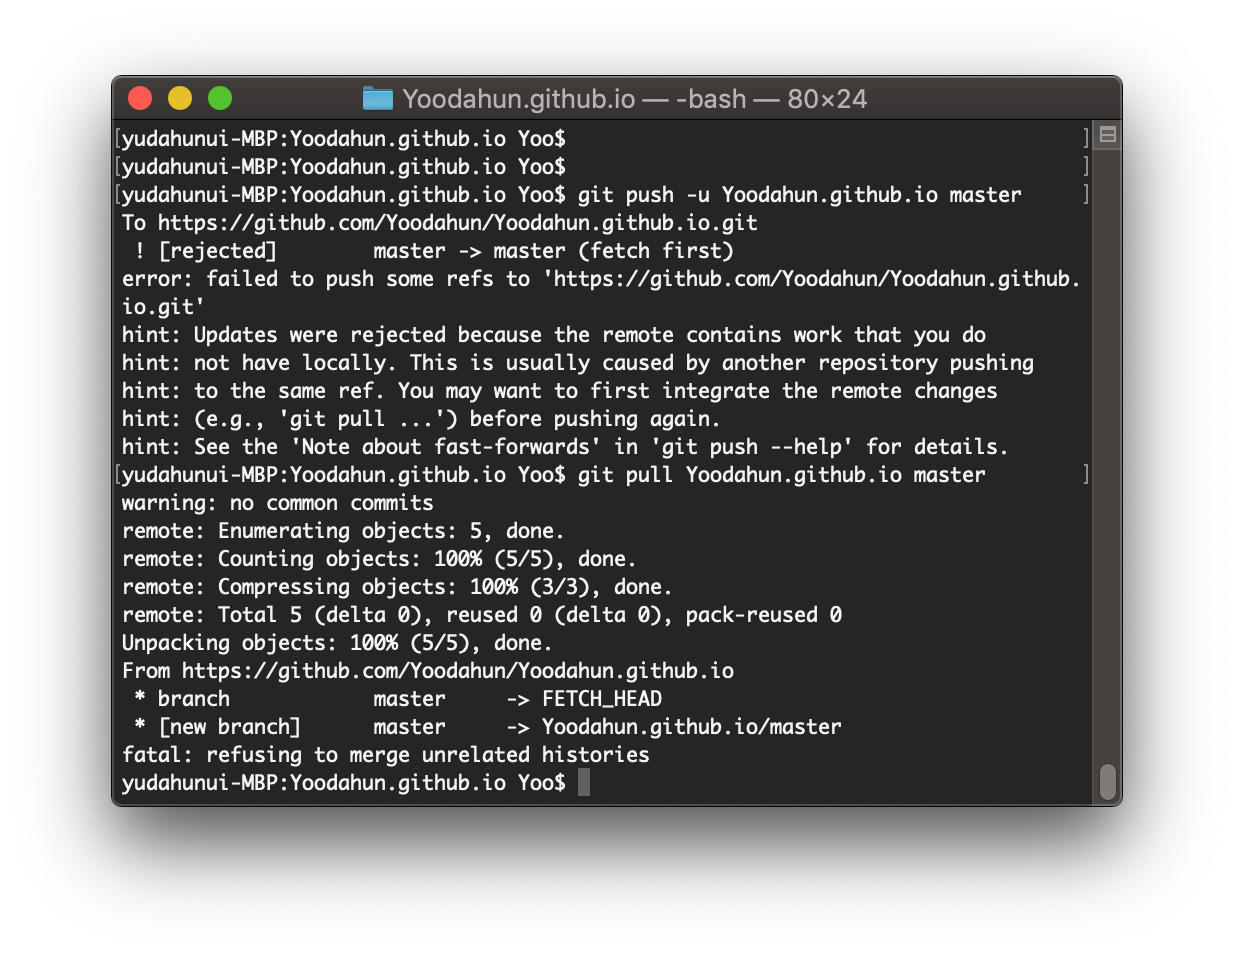 Yoodahun.github.io — -bash — 80×24
[yudahunui-MBP:Yoodahun.github.io Yoo$ ]
[yudahunui-MBP:Yoodahun.github.io Yoo$ ]
[yudahunui-MBP:Yoodahun.github.io Yoo$ git push -u Yoodahun.github.io master ]
To https://github.com/Yoodahun/Yoodahun.github.io.git
 ! [rejected]        master -> master (fetch first)
error: failed to push some refs to 'https://github.com/Yoodahun/Yoodahun.github.
io.git'
hint: Updates were rejected because the remote contains work that you do
hint: not have locally. This is usually caused by another repository pushing
hint: to the same ref. You may want to first integrate the remote changes
hint: (e.g., 'git pull ...') before pushing again.
hint: See the 'Note about fast-forwards' in 'git push --help' for details.
[yudahunui-MBP:Yoodahun.github.io Yoo$ git pull Yoodahun.github.io master ]
warning: no common commits
remote: Enumerating objects: 5, done.
remote: Counting objects: 100% (5/5), done.
remote: Compressing objects: 100% (3/3), done.
remote: Total 5 (delta 0), reused 0 (delta 0), pack-reused 0
Unpacking objects: 100% (5/5), done.
From https://github.com/Yoodahun/Yoodahun.github.io
 * branch            master     -> FETCH_HEAD
 * [new branch]      master     -> Yoodahun.github.io/master
fatal: refusing to merge unrelated histories
yudahunui-MBP:Yoodahun.github.io Yoo$